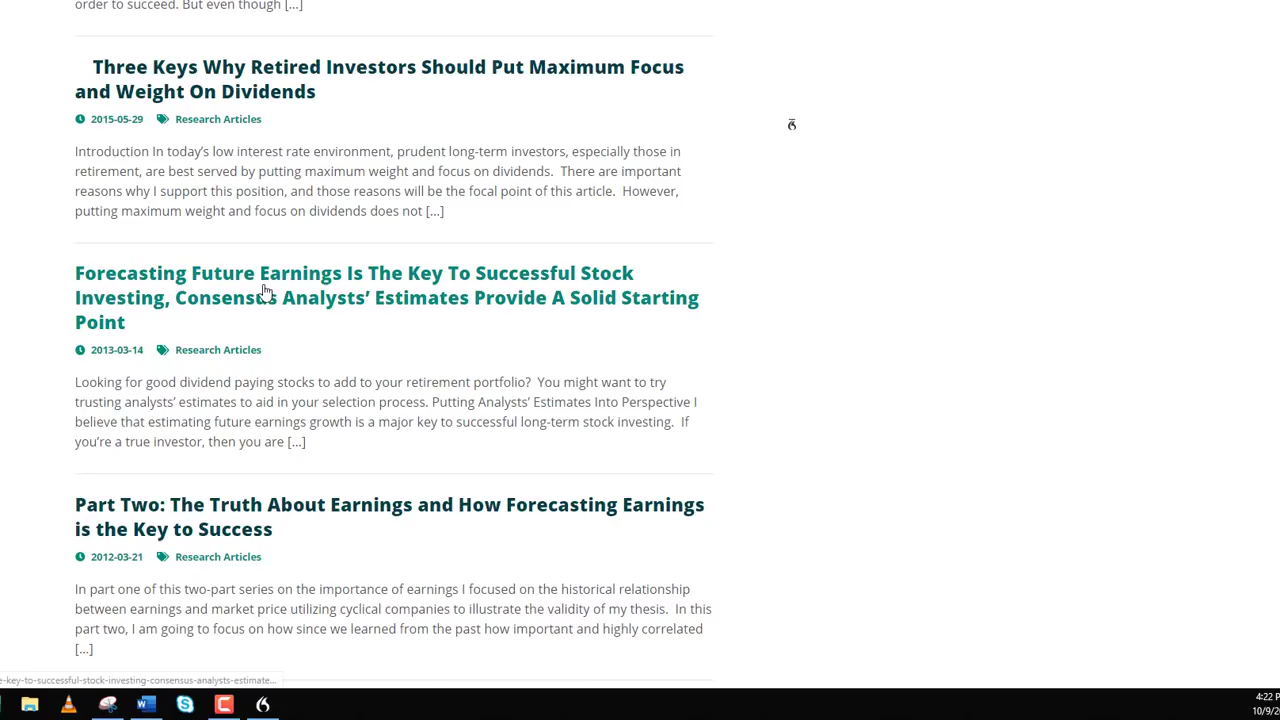 order to succeed. But even though [...]
Three Keys Why Retired Investors Should Put Maximum Focus
and Weight On Dividends
2015-05-29 Research Articles
Introduction In today's low interest rate environment, prudent long-term investors, especially those in
retirement, are best served by putting maximum weight and focus on dividends.  There are important
reasons why I support this position, and those reasons will be the focal point of this article.  However,
putting maximum weight and focus on dividends does not [...]
Forecasting Future Earnings Is The Key To Successful Stock
Investing, Consensus Analysts' Estimates Provide A Solid Starting
Point
2013-03-14 Research Articles
Looking for good dividend paying stocks to add to your retirement portfolio?  You might want to try
trusting analysts' estimates to aid in your selection process. Putting Analysts' Estimates Into Perspective I
believe that estimating future earnings growth is a major key to successful long-term stock investing.  If
you're a true investor, then you are [...]
Part Two: The Truth About Earnings and How Forecasting Earnings
is the Key to Success
2012-03-21 Research Articles
In part one of this two-part series on the importance of earnings I focused on the historical relationship
between earnings and market price utilizing cyclical companies to illustrate the validity of my thesis.  In this
part two, I am going to focus on how since we learned from the past how important and highly correlated
[...]
e-key-to-successful-stock-investing-consensus-analysts-estimate...
4:22 P
10/9/20